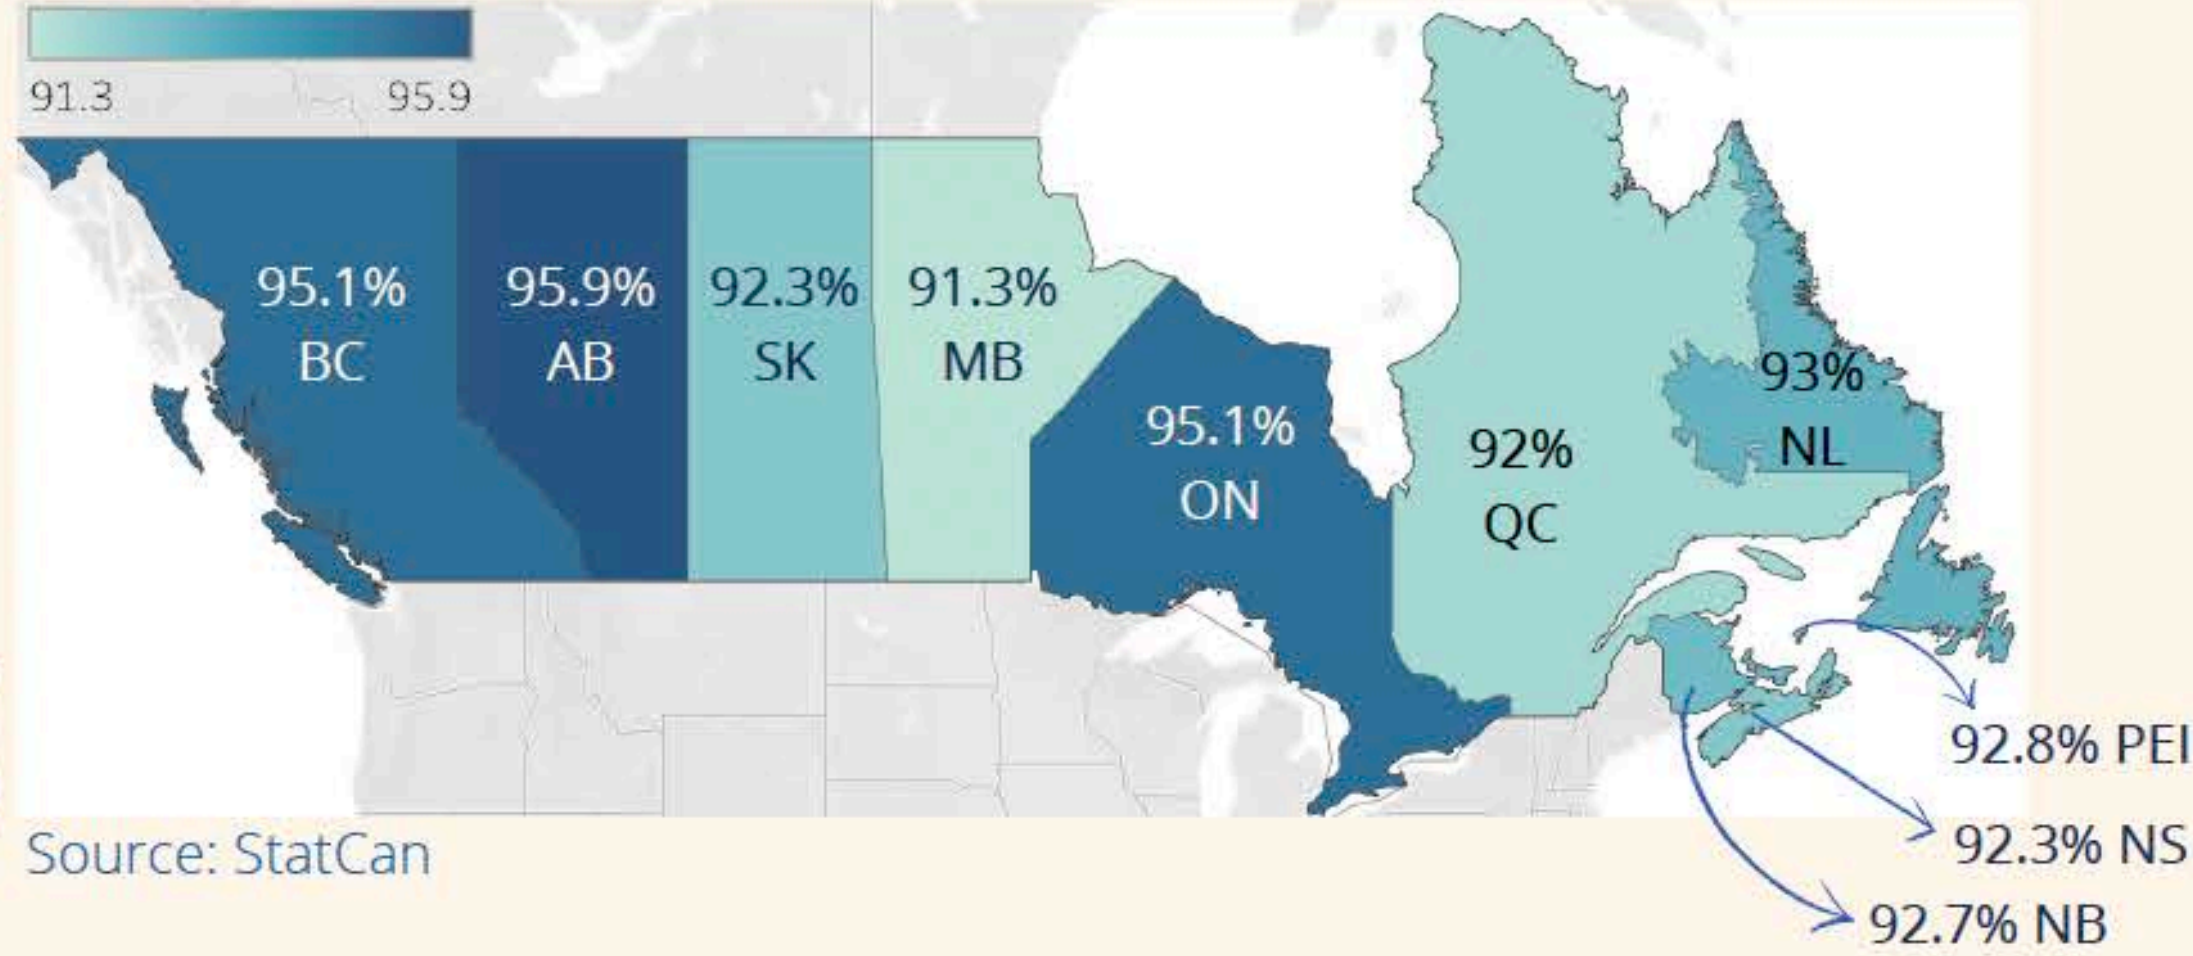 91.3 95.9
95.1%
BC
95.9%
AB
92.3%
SK
91.3%
MB
95.1%
ON
92%
QC
93%
NL
92.8% PEI
92.3% NS
92.7% NB
Source: StatCan